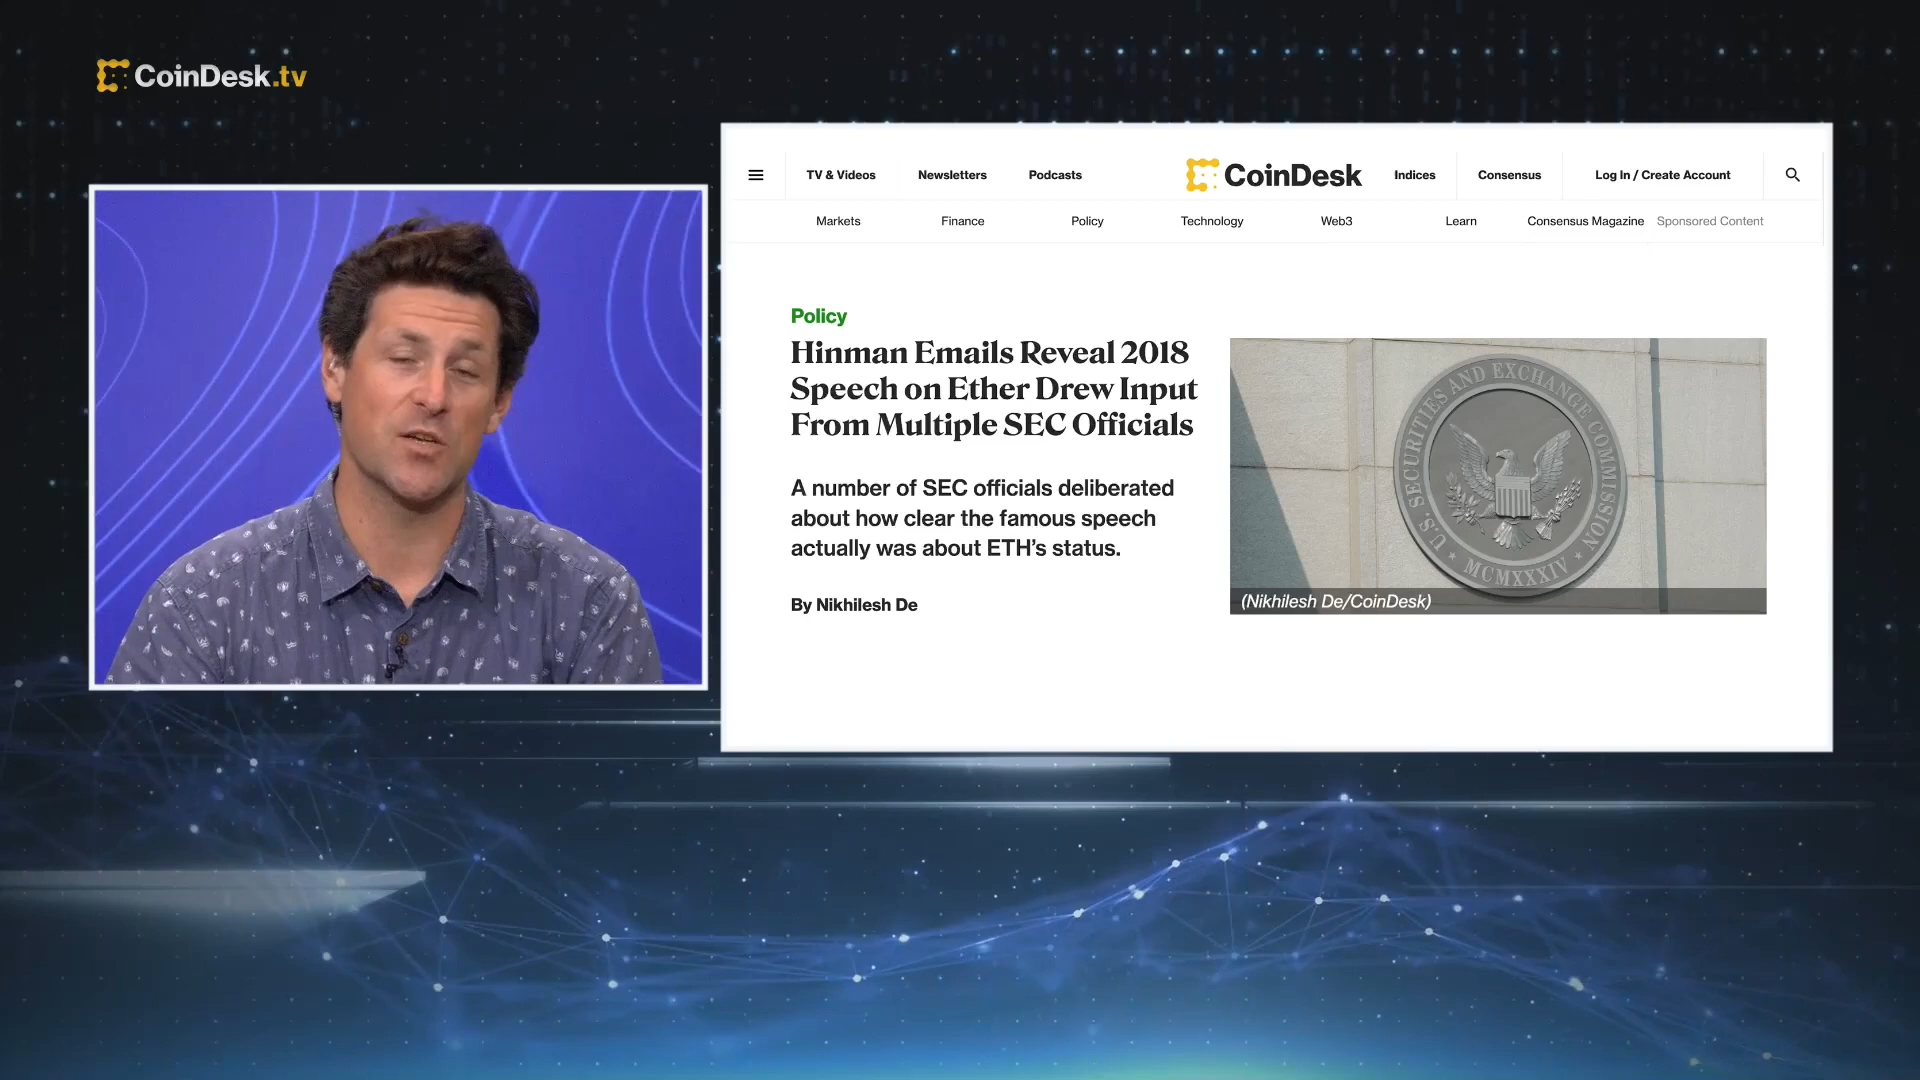 CoinDesk.tv
TV & Videos
Newsletters
Podcasts
CoinDesk
Indices
Consensus
Log In / Create Account
Markets
Finance
Policy
Technology
Web3
Learn
Consensus Magazine
Sponsored Content
Policy
Hinman Emails Reveal 2018
Speech on Ether Drew Input
From Multiple SEC Officials
A number of SEC officials deliberated
about how clear the famous speech
actually was about ETH's status.
By Nikhilesh De
U.S. SECURITIES AND EXCHANGE COMMISSION
MCMXXXIV
(Nikhilesh De/CoinDesk)